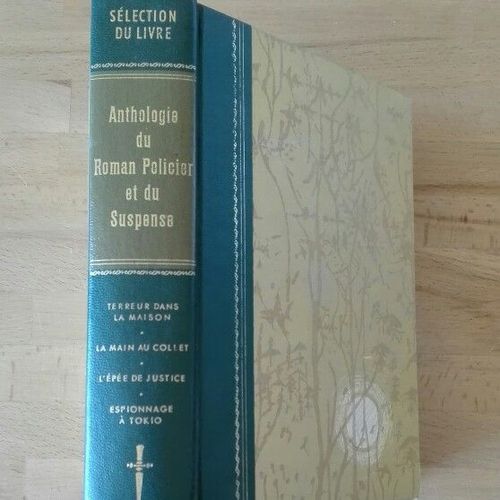 SÉLECTION
DU LIVRE
Anthologie
du
Roman Policier
et du
Suspense
TERREUR DANS
LA MAISON
LA MAIN AU COLLET
L'ÉPÉE DE JUSTICE
ESPIONNAGE
À TOKIO